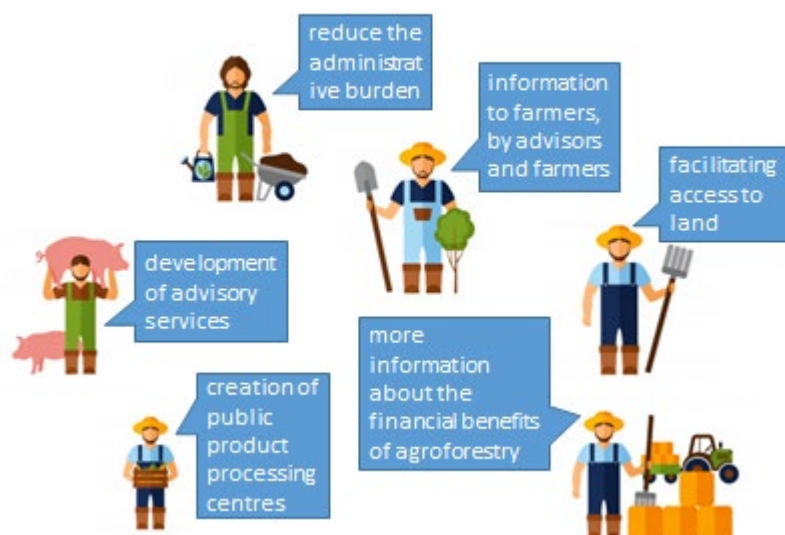 reduce the
administrat
ive burden
information
to farmers,
by advisors
and farmers
facilitating
access to
land
development
of advisory
services
more
information
about the
financial benefits
of agroforestry
creation of
public
product
processing
centres